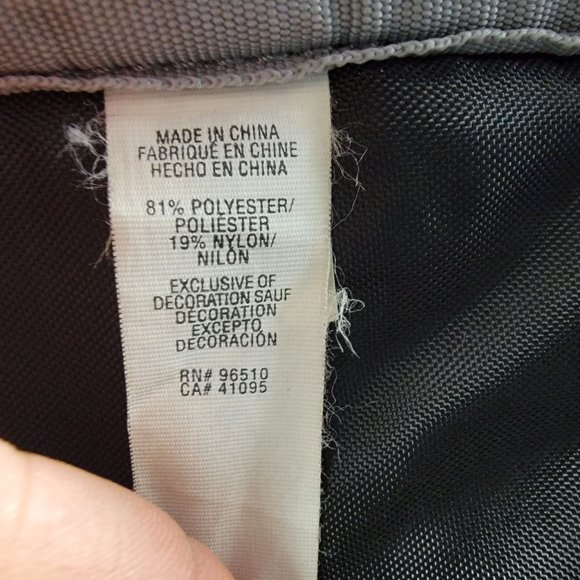 MADE IN CHINA
FABRIQUÉ EN CHINE
HECHO EN CHINA
81% POLYESTER/
POLIÉSTER
19% NYLON/
NILÓN
EXCLUSIVE OF
DECORATION SAUF
DÉCORATION
EXCEPTO
DECORACIÓN
RN# 96510
CA# 41095